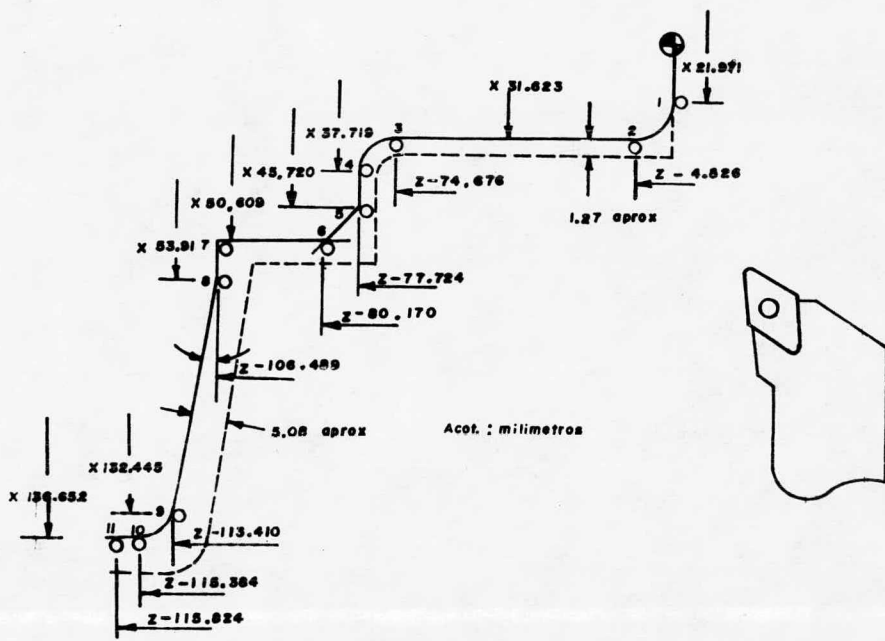 X 21.971
1
X 31.623
X 37.719
3
2
4
X 45,720
Z-74,676
Z-4.826
5
X 50,609
1.27 aprox
6
X 53.91 7
8
Z-77.724
Z-80.170
Z-106.489
5.08 aprox
Acot. : milimetros
X 132.445
X 136.652
9
11 10
Z-113.410
Z-115.384
Z-115.824